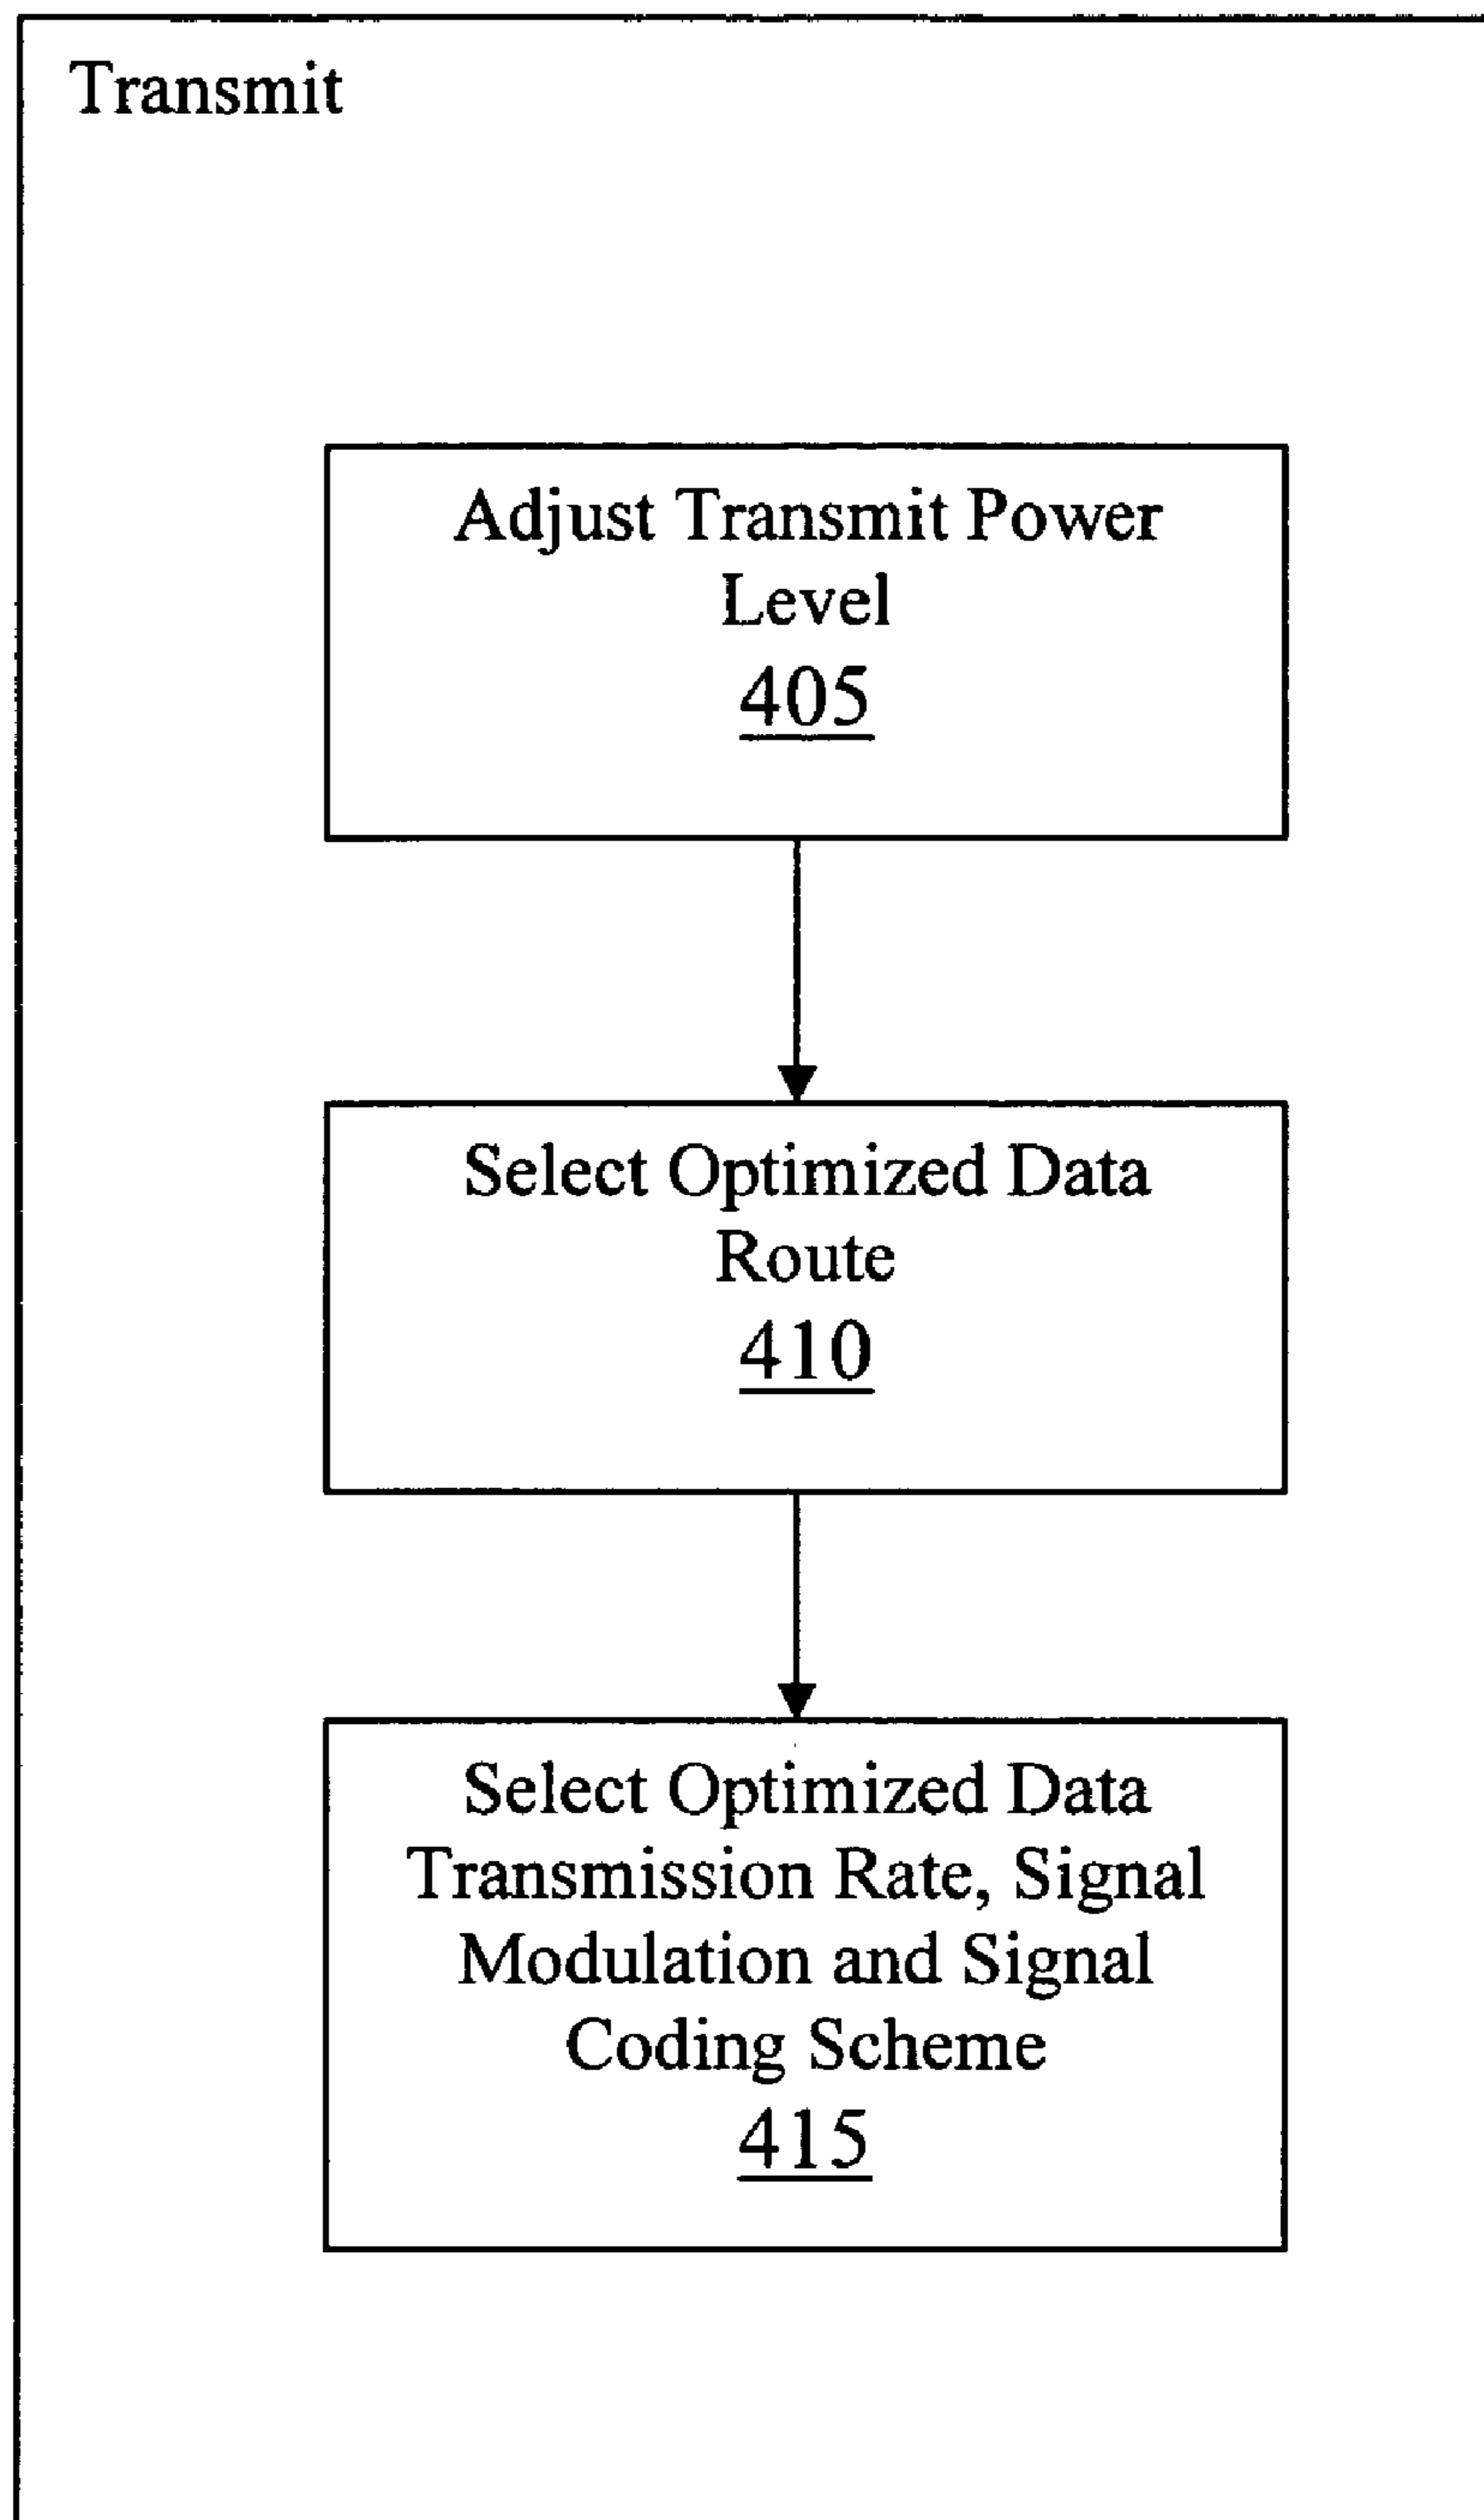 Transmit
Adjust Transmit Power
Level
405
Select Optimized Data
Route
410
Select Optimized Data
Transmission Rate, Signal
Modulation and Signal
Coding Scheme
415